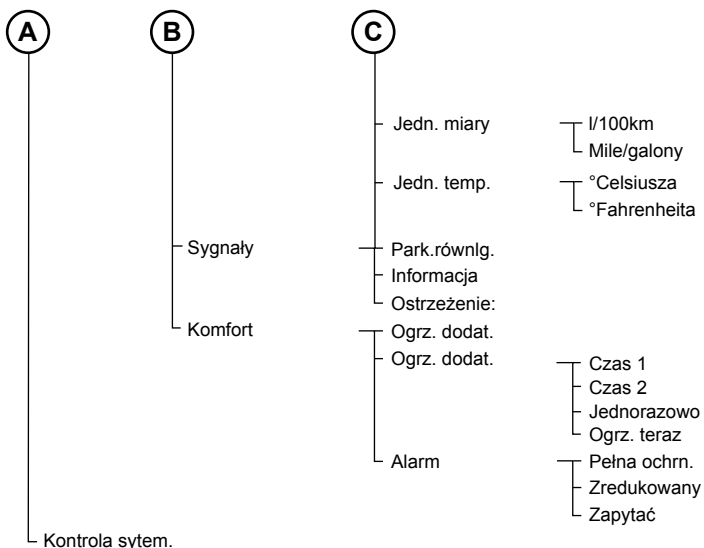 A B C
Jedn. miary l/100km
Mile/galony
Jedn. temp. °Celsiusza
°Fahrenheita
Sygnały Park.równlg.
Informacja
Ostrzeżenie:
Komfort Ogrz. dodat.
Ogrz. dodat. Czas 1
Czas 2
Jednorazowo
Ogrz. teraz
Alarm Pełna ochrn.
Zredukowany
Zapytać
Kontrola sytem.